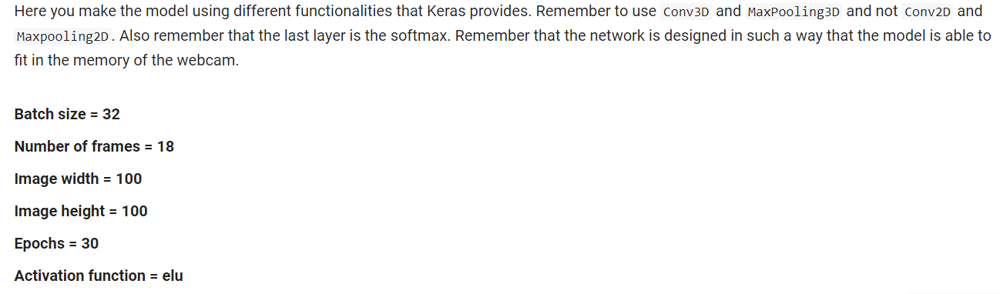 Here you make the model using different functionalities that Keras provides. Remember to use Conv3D and MaxPooling3D and not Conv2D and
Maxpooling2D. Also remember that the last layer is the softmax. Remember that the network is designed in such a way that the model is able to
fit in the memory of the webcam.
Batch size = 32
Number of frames = 18
Image width = 100
Image height = 100
Epochs = 30
Activation function = elu